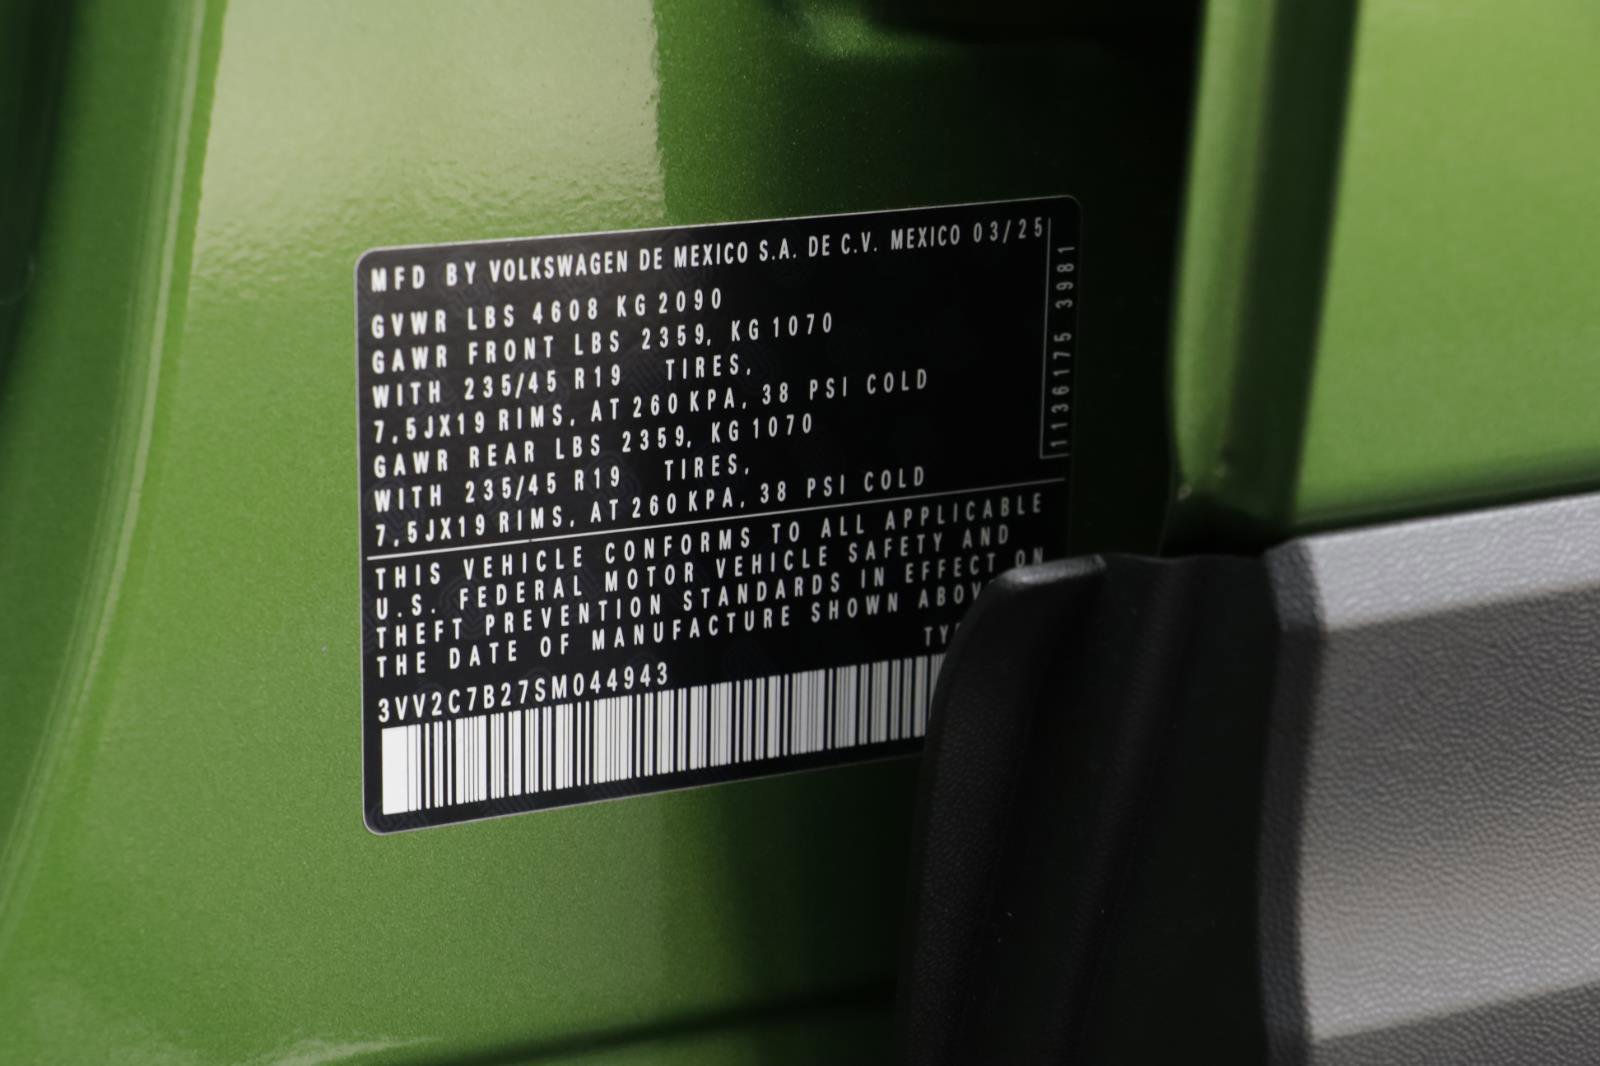 MFD BY VOLKSWAGEN DE MEXICO S.A. DE C.V. MEXICO 03/25
GVWR LBS 4608 KG 2090
GAWR FRONT LBS 2359, KG 1070
WITH 235/45 R19 TIRES,
7,5JX19 RIMS, AT 260 KPA, 38 PSI COLD
GAWR REAR LBS 2359, KG 1070
WITH 235/45 R19 TIRES,
7,5JX19 RIMS, AT 260 KPA, 38 PSI COLD
1136175 3981
THIS VEHICLE CONFORMS TO ALL APPLICABLE
U.S. FEDERAL MOTOR VEHICLE SAFETY AND
THEFT PREVENTION STANDARDS IN EFFECT ON
THE DATE OF MANUFACTURE SHOWN
3VV2C7B27SM044943